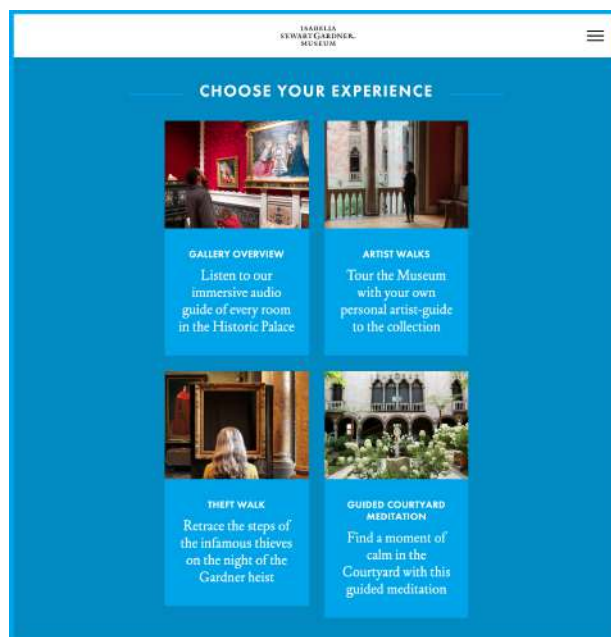 ISABELLA
STEWART GARDNER
MUSEUM
CHOOSE YOUR EXPERIENCE
GALLERY OVERVIEW
Listen to our
immersive audio
guide of every room
in the Historic Palace
ARTIST WALKS
Tour the Museum
with your own
personal artist-guide
to the collection
THEFT WALK
Retrace the steps of
the infamous thieves
on the night of the
Gardner heist
GUIDED COURTYARD
MEDITATION
Find a moment of
calm in the
Courtyard with this
guided meditation